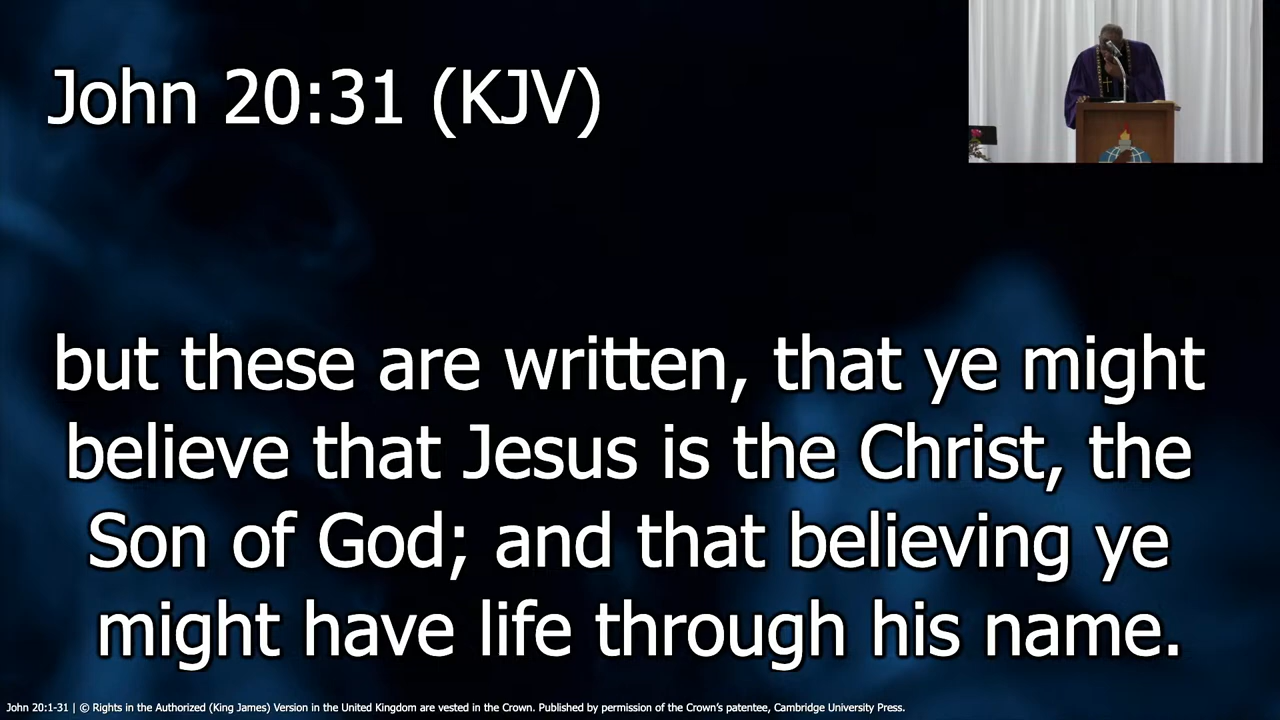 John 20:31 (KJV)
but these are written, that ye might
believe that Jesus is the Christ, the
Son of God; and that believing ye
might have life through his name.
John 20:1-31 | © Rights in the Authorized (King James) Version in the United Kingdom are vested in the Crown. Published by permission of the Crown’s patentee, Cambridge University Press.